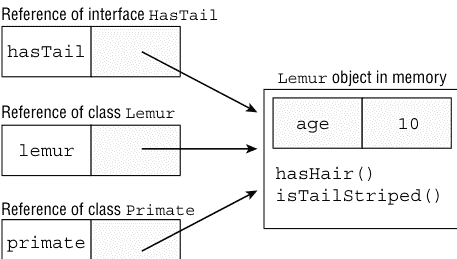 Reference of interface HasTail
hasTail
Lemur object in memory
Reference of class Lemur
age 10
lemur
hasHair()
isTailStriped()
Reference of class Primate
primate